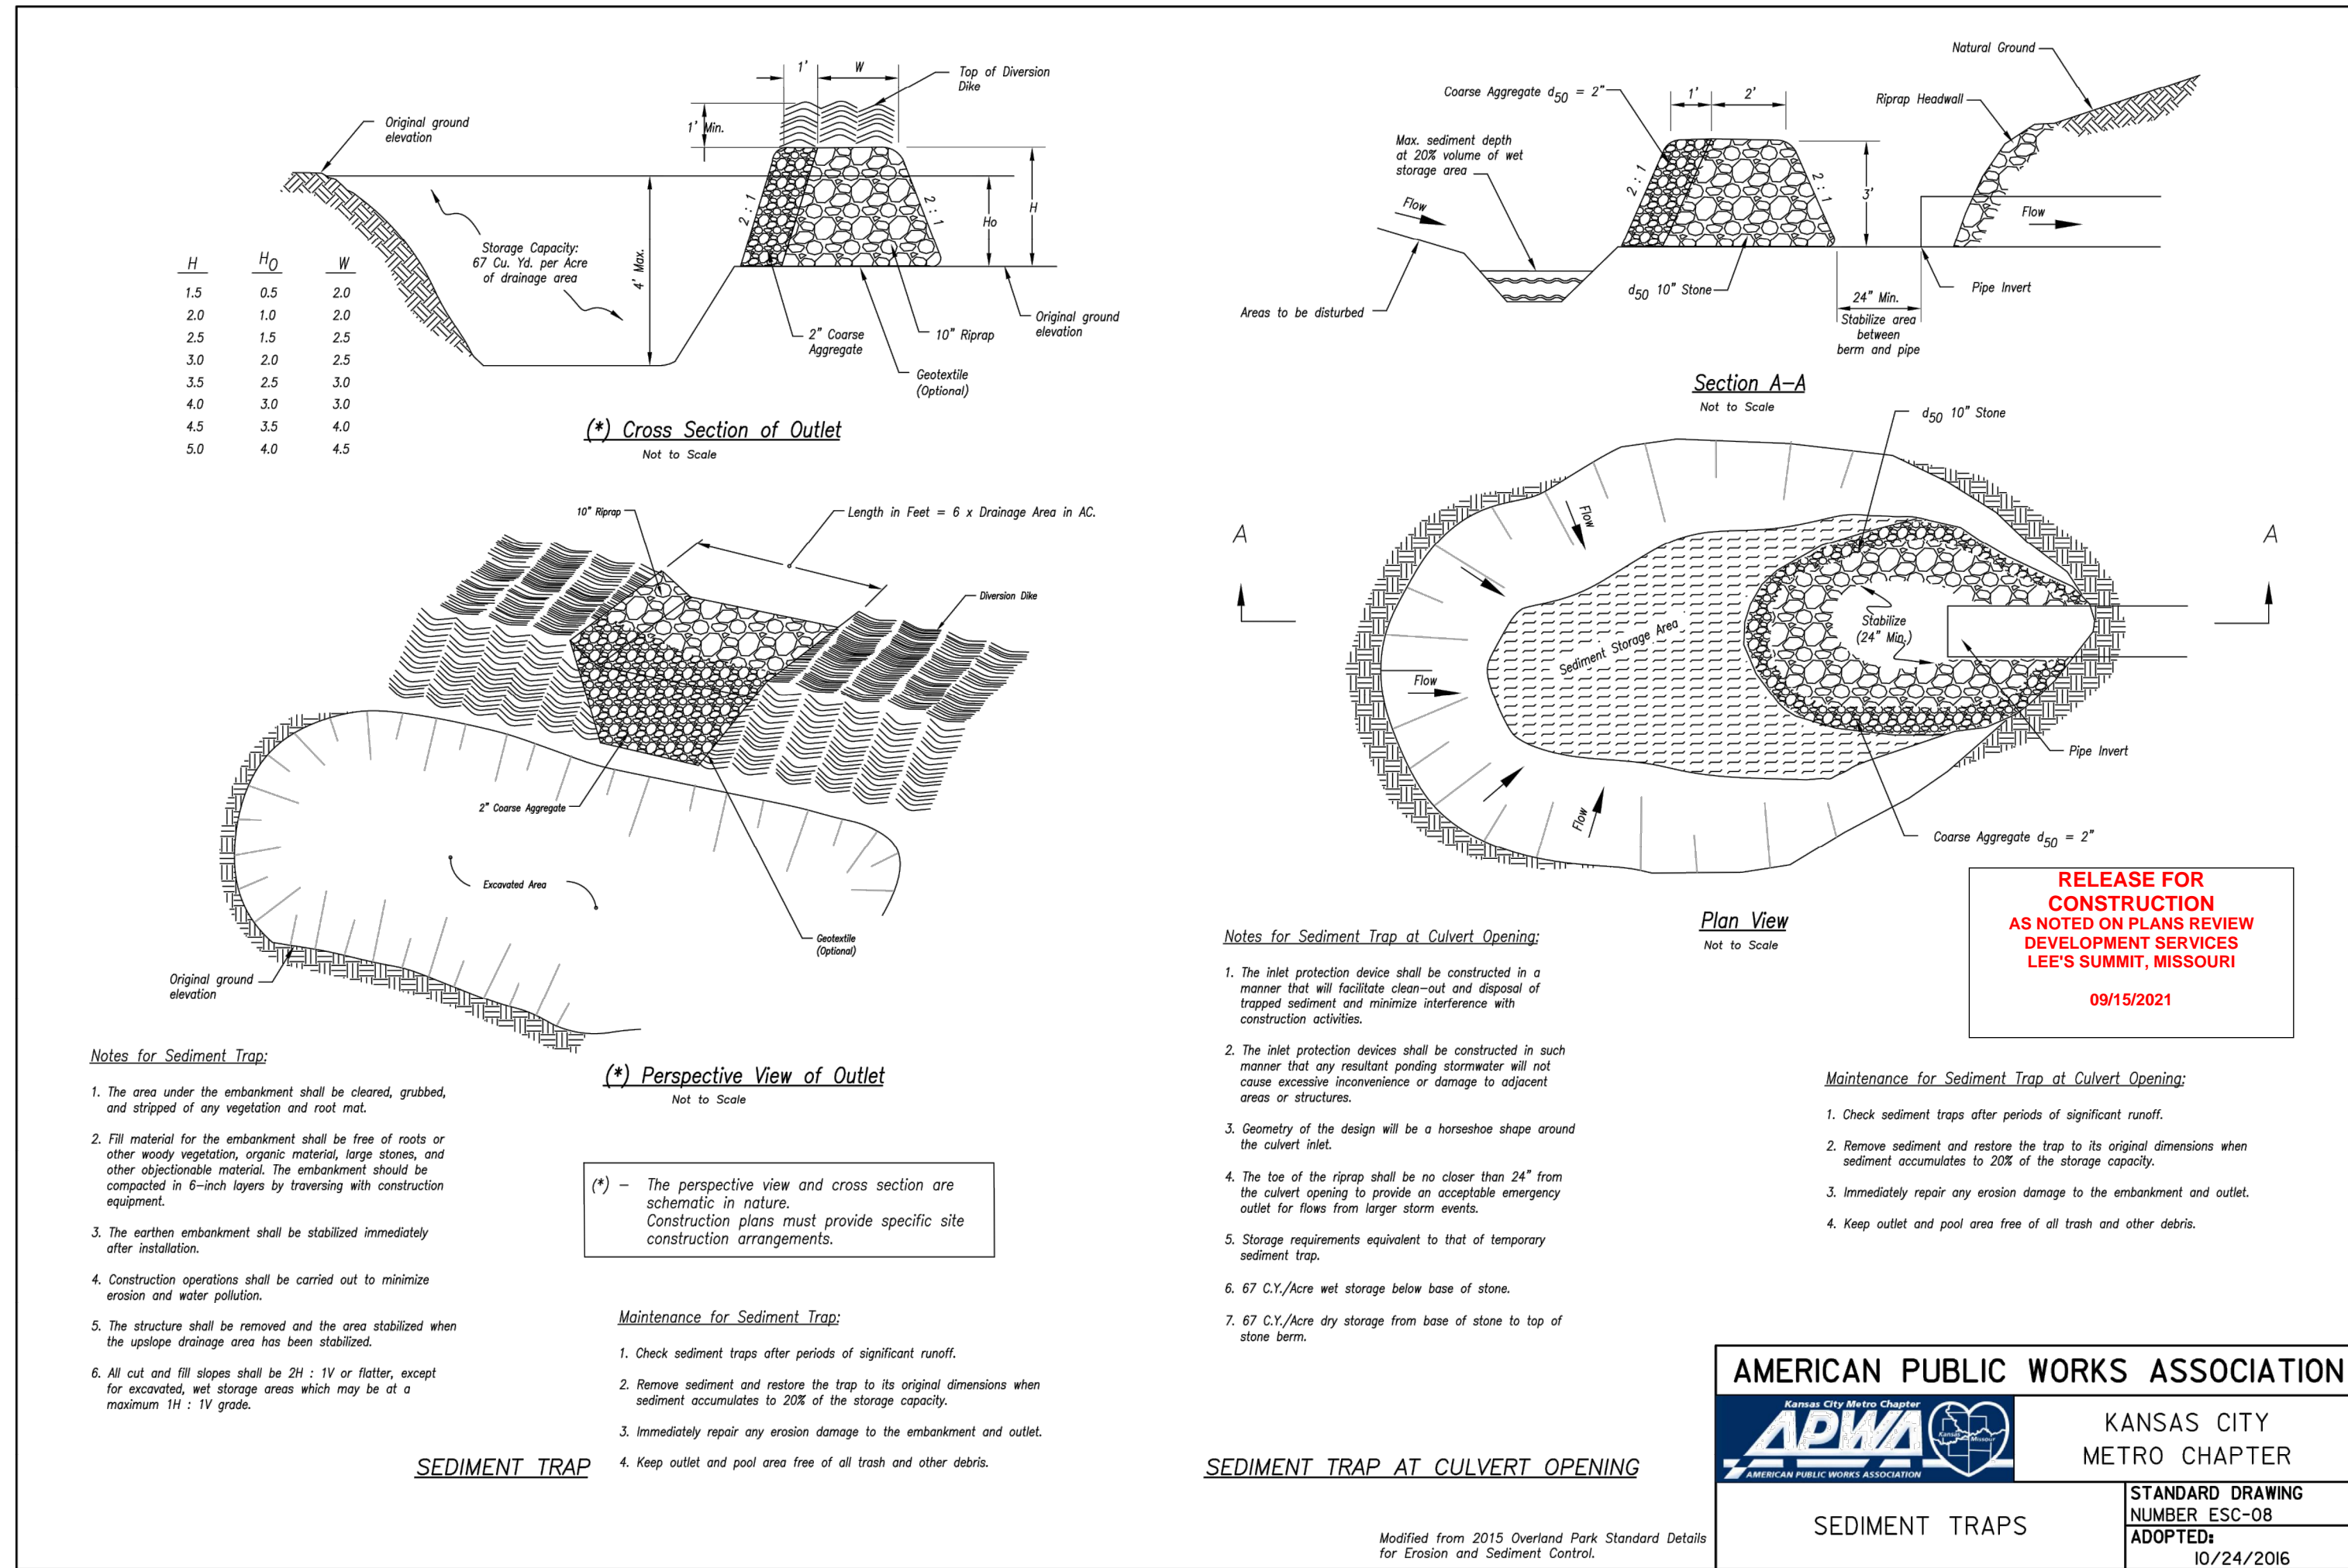 1'
W
Top of Diversion
Dike
1' Min.
Original ground
elevation
2 : 1
2 : 1
Ho
H
4' Max.
Storage Capacity:
67 Cu. Yd. per Acre
of drainage area
H HO W
1.5 0.5 2.0
2.0 1.0 2.0
2.5 1.5 2.5
3.0 2.0 2.5
3.5 2.5 3.0
4.0 3.0 3.0
4.5 3.5 4.0
5.0 4.0 4.5
2" Coarse
Aggregate
10" Riprap
Original ground
elevation
Geotextile
(Optional)
(*) Cross Section of Outlet
Not to Scale
10" Riprap
Length in Feet = 6 x Drainage Area in AC.
Diversion Dike
2" Coarse Aggregate
Excavated Area
Geotextile
(Optional)
Original ground
elevation
(*) Perspective View of Outlet
Not to Scale
Notes for Sediment Trap:
1. The area under the embankment shall be cleared, grubbed,
and stripped of any vegetation and root mat.
2. Fill material for the embankment shall be free of roots or
other woody vegetation, organic material, large stones, and
other objectionable material. The embankment should be
compacted in 6-inch layers by traversing with construction
equipment.
3. The earthen embankment shall be stabilized immediately
after installation.
4. Construction operations shall be carried out to minimize
erosion and water pollution.
5. The structure shall be removed and the area stabilized when
the upslope drainage area has been stabilized.
6. All cut and fill slopes shall be 2H : 1V or flatter, except
for excavated, wet storage areas which may be at a
maximum 1H : 1V grade.
(*) - The perspective view and cross section are
schematic in nature.
Construction plans must provide specific site
construction arrangements.
Maintenance for Sediment Trap:
1. Check sediment traps after periods of significant runoff.
2. Remove sediment and restore the trap to its original dimensions when
sediment accumulates to 20% of the storage capacity.
3. Immediately repair any erosion damage to the embankment and outlet.
4. Keep outlet and pool area free of all trash and other debris.
SEDIMENT TRAP
Natural Ground
Coarse Aggregate d50 = 2"
1'
2'
Riprap Headwall
Max. sediment depth
at 20% volume of wet
storage area
2 : 1
2 : 1
3'
Flow
Flow
d50 10" Stone
24" Min.
Pipe Invert
Areas to be disturbed
Stabilize area
between
berm and pipe
Section A-A
Not to Scale
d50 10" Stone
Flow
A
A
Stabilize
(24" Min.)
Sediment Storage Area
Flow
Pipe Invert
Flow
Coarse Aggregate d50 = 2"
Plan View
Not to Scale
RELEASE FOR
CONSTRUCTION
AS NOTED ON PLANS REVIEW
DEVELOPMENT SERVICES
LEE'S SUMMIT, MISSOURI
09/15/2021
Notes for Sediment Trap at Culvert Opening:
1. The inlet protection device shall be constructed in a
manner that will facilitate clean-out and disposal of
trapped sediment and minimize interference with
construction activities.
2. The inlet protection devices shall be constructed in such
manner that any resultant ponding stormwater will not
cause excessive inconvenience or damage to adjacent
areas or structures.
3. Geometry of the design will be a horseshoe shape around
the culvert inlet.
4. The toe of the riprap shall be no closer than 24" from
the culvert opening to provide an acceptable emergency
outlet for flows from larger storm events.
5. Storage requirements equivalent to that of temporary
sediment trap.
6. 67 C.Y./Acre wet storage below base of stone.
7. 67 C.Y./Acre dry storage from base of stone to top of
stone berm.
Maintenance for Sediment Trap at Culvert Opening:
1. Check sediment traps after periods of significant runoff.
2. Remove sediment and restore the trap to its original dimensions when
sediment accumulates to 20% of the storage capacity.
3. Immediately repair any erosion damage to the embankment and outlet.
4. Keep outlet and pool area free of all trash and other debris.
SEDIMENT TRAP AT CULVERT OPENING
Modified from 2015 Overland Park Standard Details
for Erosion and Sediment Control.
AMERICAN PUBLIC WORKS ASSOCIATION
Kansas City Metro Chapter
APWA
Kansas Missouri
AMERICAN PUBLIC WORKS ASSOCIATION
KANSAS CITY
METRO CHAPTER
SEDIMENT TRAPS
STANDARD DRAWING
NUMBER ESC-08
ADOPTED:
10/24/2016